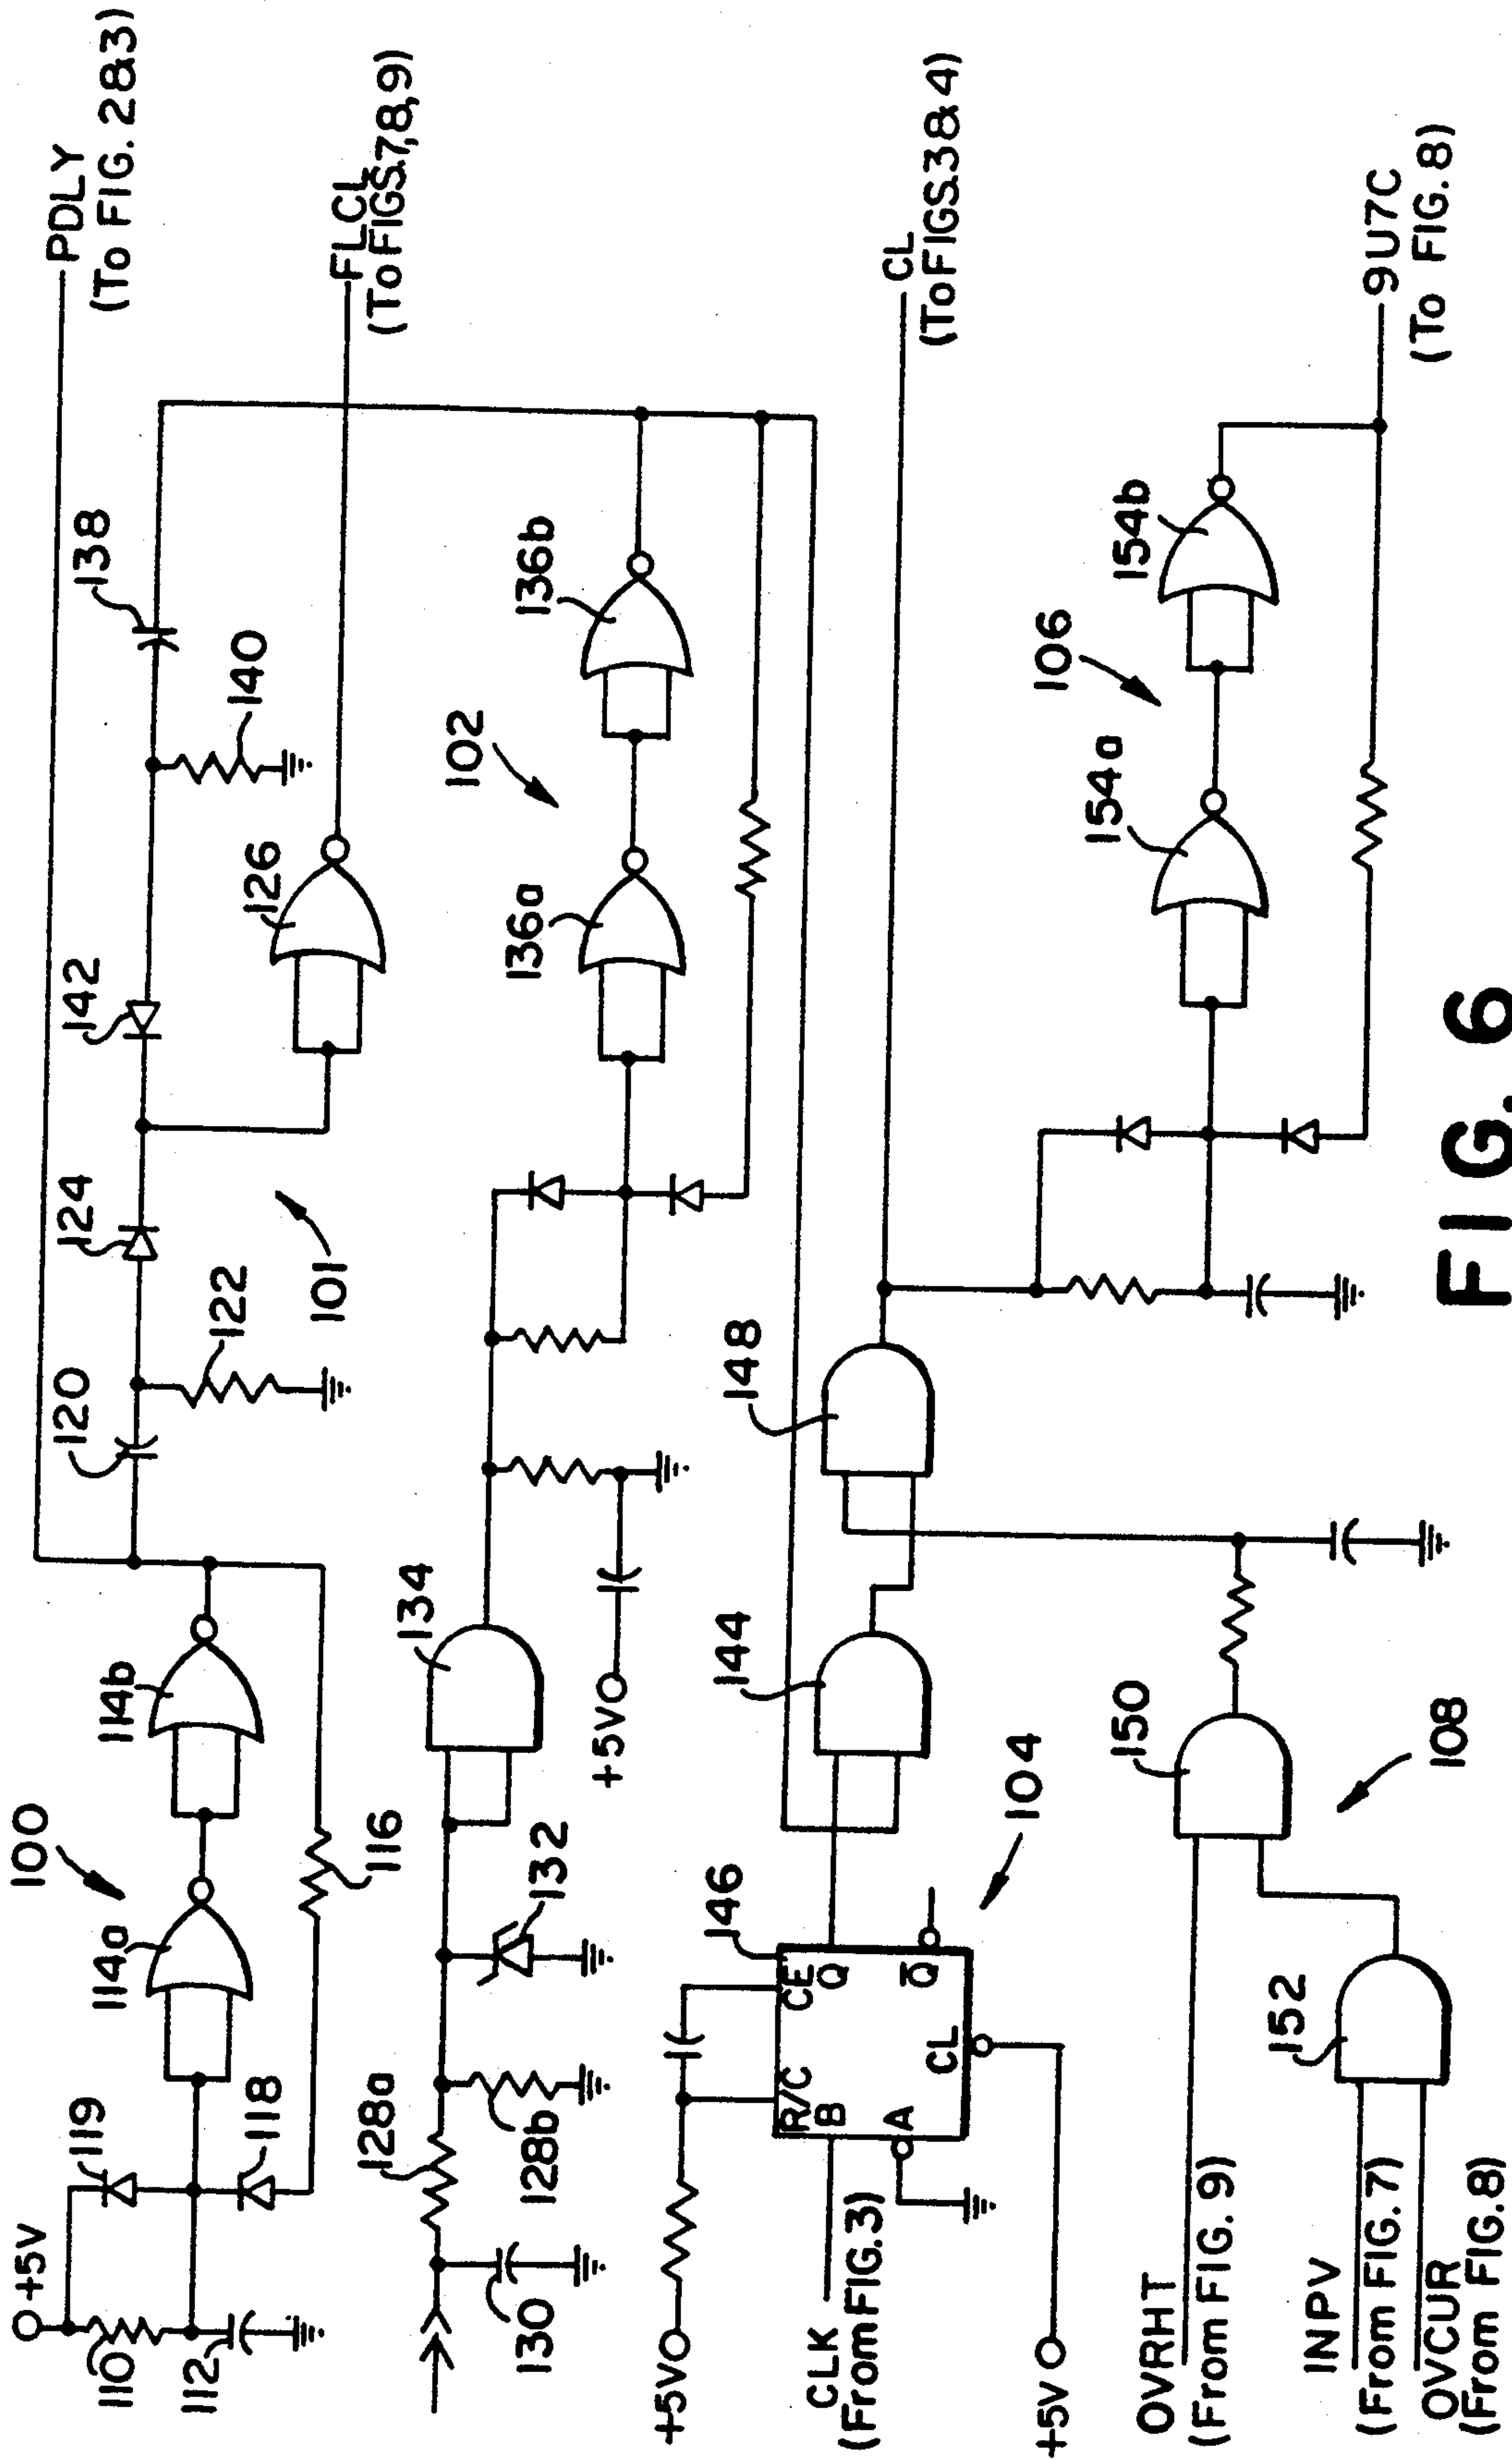 +5V
110
112
119
118
114a
100
114b
116
120
122
124
101
142
126
140
138
PDLY
(To FIG. 2&3)
FLCL
(To FIGS.7,8,9)
130
128a
128b
132
134
+5V
102
136a
136b
+5V
CLK
(From FIG.3)
R/C
B
A
CE
Q
Q̅
CL
146
104
+5V
144
148
CL
(To FIGS.3&4)
OVRHT
(From FIG. 9)
INPV
(From FIG.7)
OVCUR
(From FIG.8)
152
150
108
154a
106
154b
9U7C
(To FIG. 8)
FIG. 6